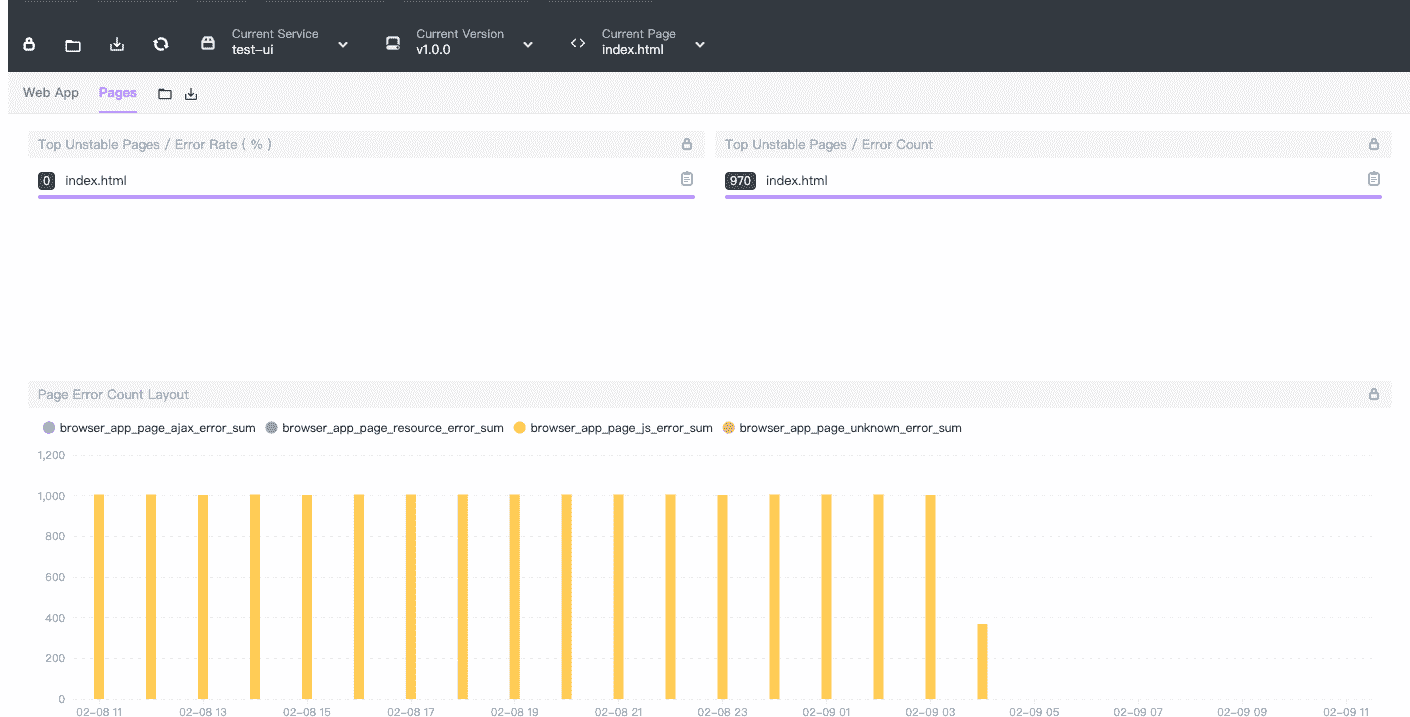 Current Service
test-ui
Current Version
v1.0.0
Current Page
index.html
Web App
Pages
Top Unstable Pages / Error Rate ( % )
0 index.html
Top Unstable Pages / Error Count
970 index.html
Page Error Count Layout
browser_app_page_ajax_error_sum browser_app_page_resource_error_sum browser_app_page_js_error_sum browser_app_page_unknown_error_sum
1,200
1,000
800
600
400
200
0
02-08 11 02-08 13 02-08 15 02-08 17 02-08 19 02-08 21 02-08 23 02-09 01 02-09 03 02-09 05 02-09 07 02-09 09 02-09 11